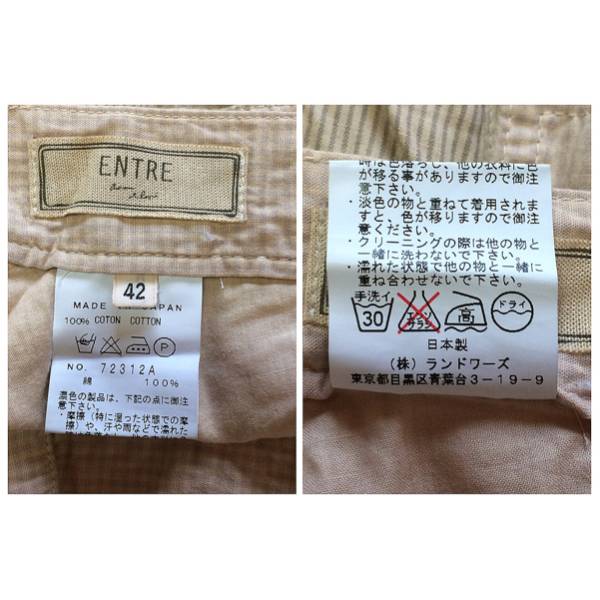 ENTRE
42
MADE IN JAPAN
100% COTON COTTON
P
NO. 72312A
綿 100%
濃色の製品は、下記の点に御注
意下さい。
・摩擦（特に湿った状態での摩
擦）や、汗や雨などで濡れた
時は色落ちし、他の衣料に色
が移る事がありますので御注
意下さい。
・淡色の物と重ねて着用されま
すと、色が移りますので御注
意ください。
・クリーニングの際は他の物と
一緒に洗わないで下さい。
・濡れた状態で他の物と一緒に
重ね合わせないで下さい。
手洗イ
30
エンソ
サラシ
高
ドライ
日本製
（株）ランドワーズ
東京都目黒区青葉台3-19-9